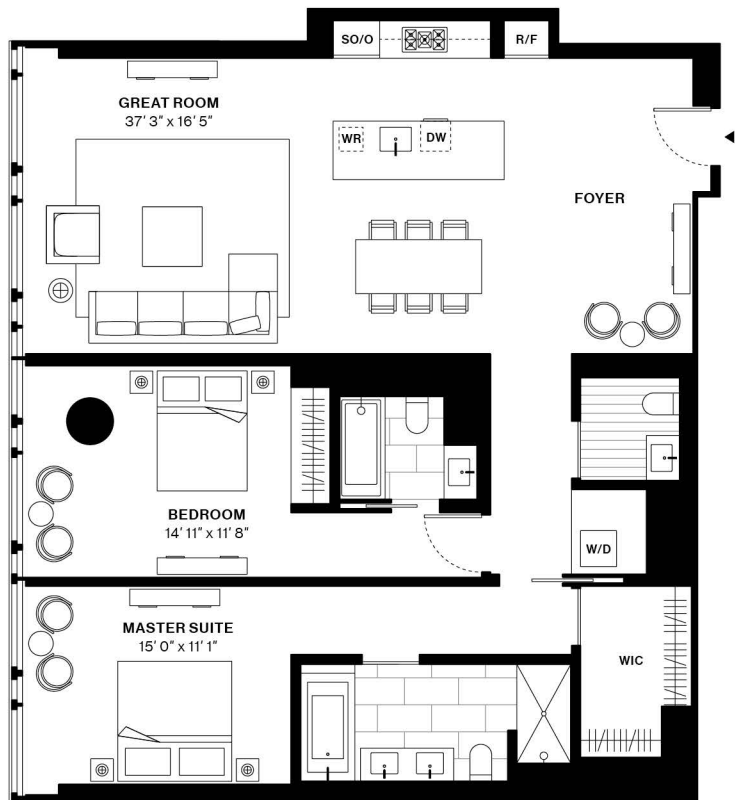 SO/O
R/F
GREAT ROOM
37' 3" x 16' 5"
WR
DW
FOYER
BEDROOM
14' 11" x 11' 8"
W/D
MASTER SUITE
15' 0" x 11' 1"
WIC